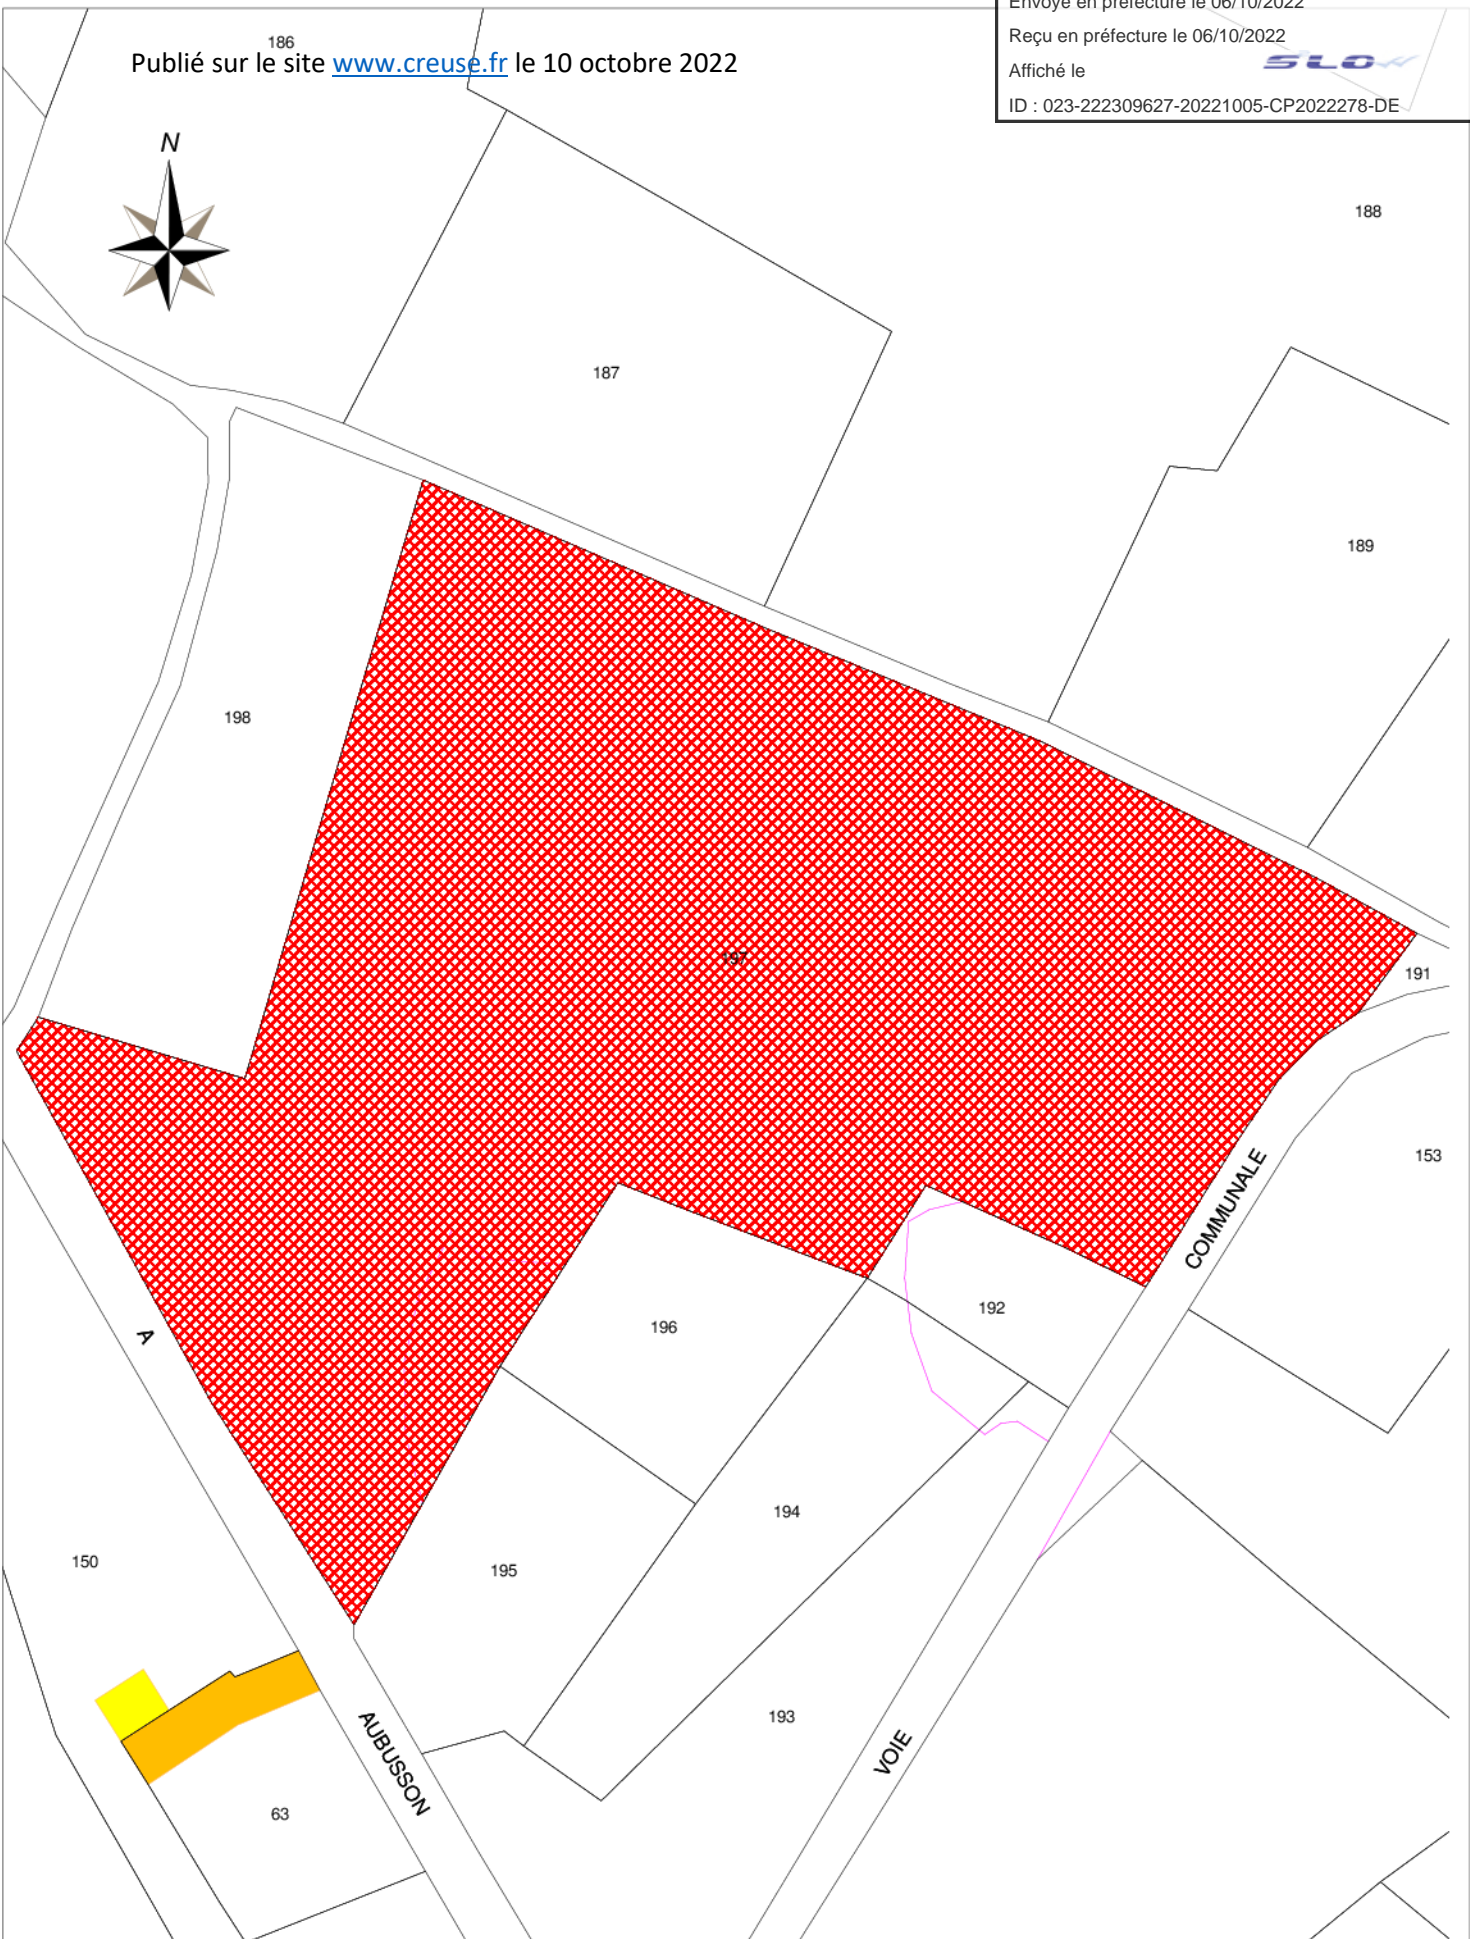 Envoyé en préfecture le 06/10/2022
Reçu en préfecture le 06/10/2022
Affiché le
SLOW
ID : 023-222309627-20221005-CP2022278-DE
186
Publié sur le site www.creuse.fr le 10 octobre 2022
N
188
187
189
198
197
191
153
COMMUNALE
192
196
A
194
150
195
193
VOIE
AUBUSSON
63